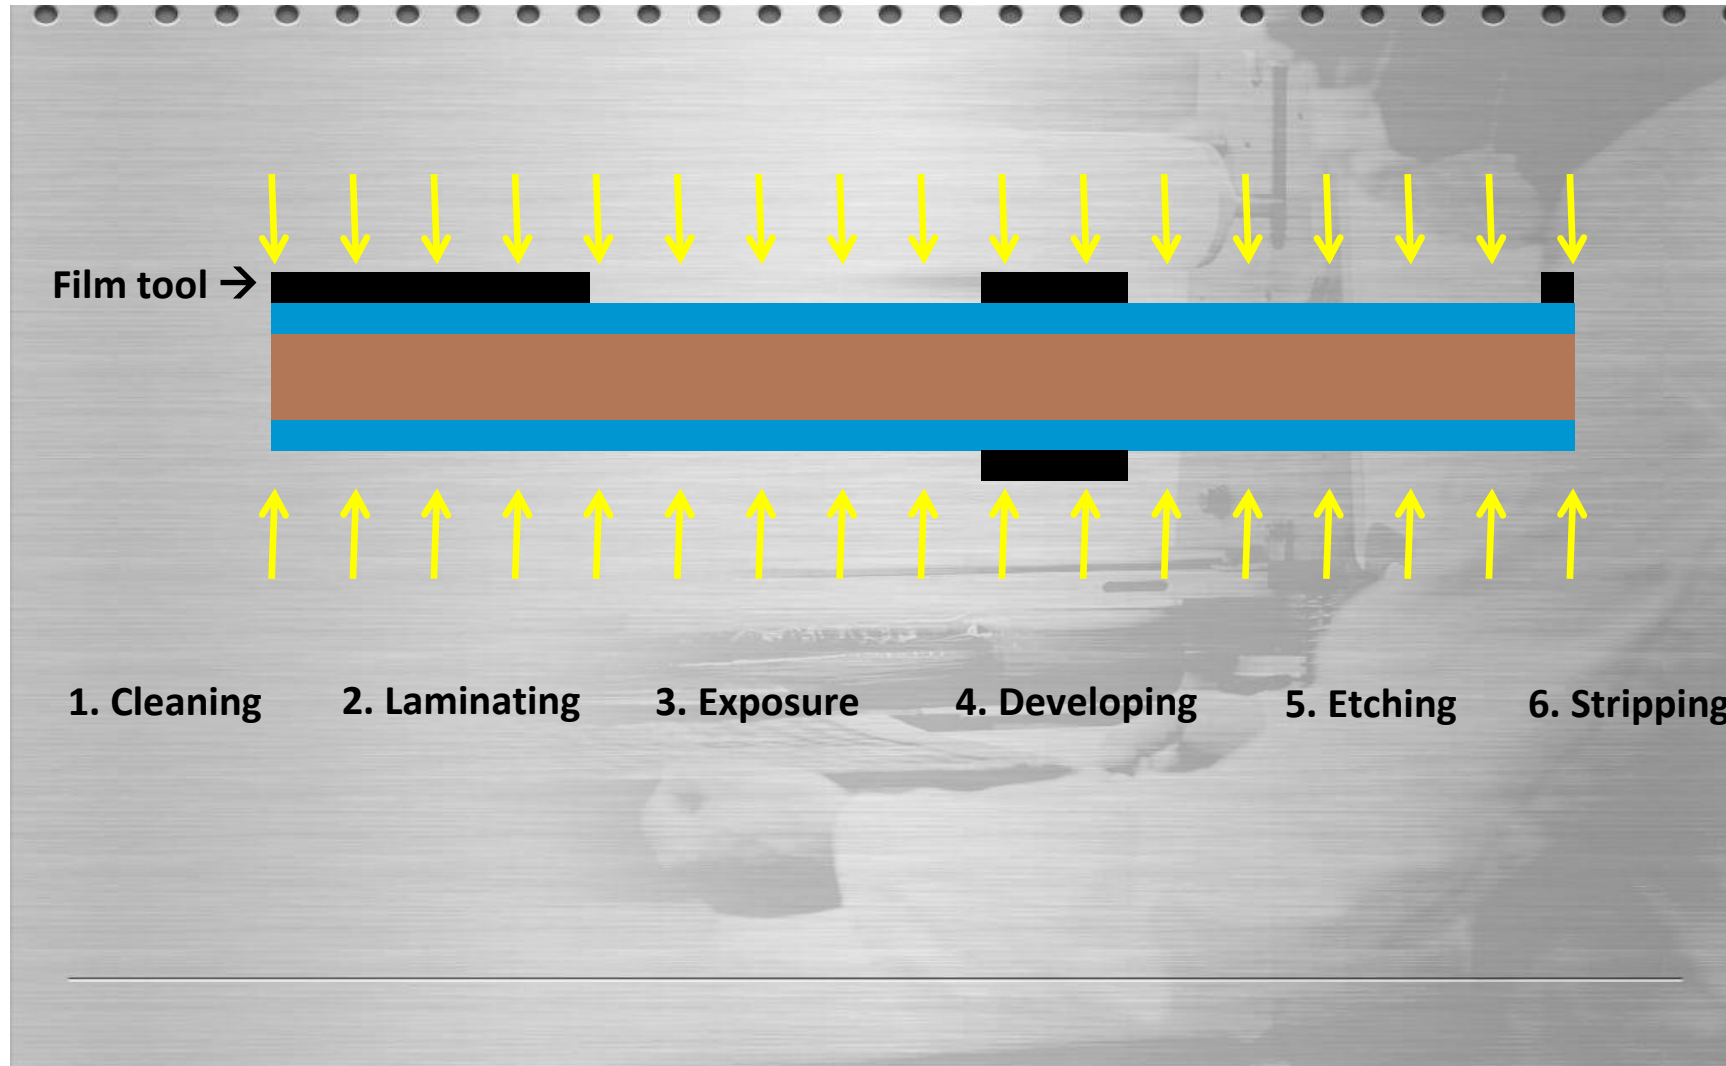 Film tool →
1. Cleaning
2. Laminating
3. Exposure
4. Developing
5. Etching
6. Stripping